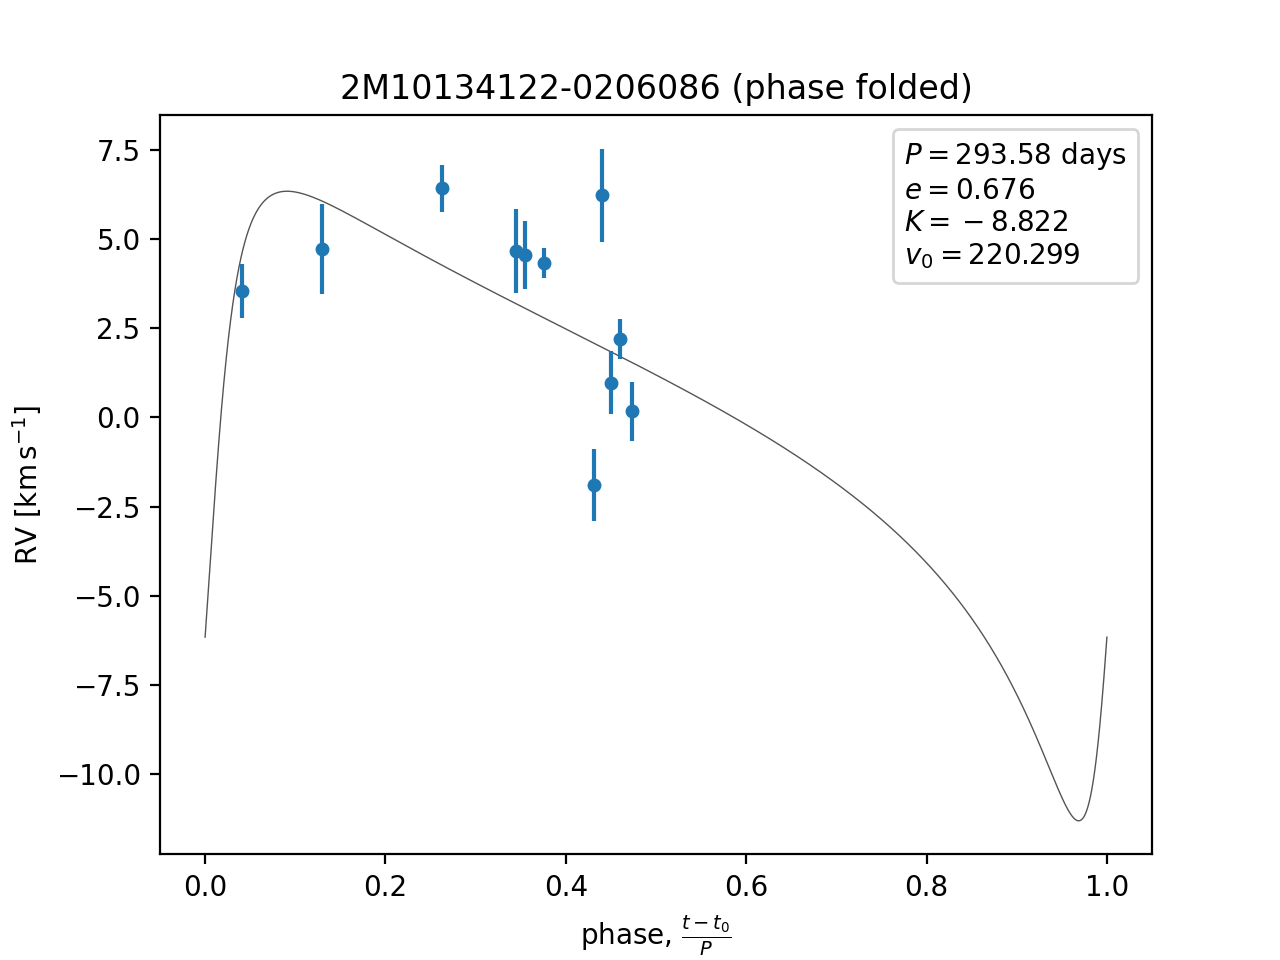 2M10134122-0206086 (phase folded)
P = 293.58 days
e = 0.676
K = −8.822
v₀ = 220.299
7.5
5.0
2.5
0.0
−2.5
−5.0
−7.5
−10.0
RV [km s⁻¹]
0.0 0.2 0.4 0.6 0.8 1.0
phase, (t − t₀)/P